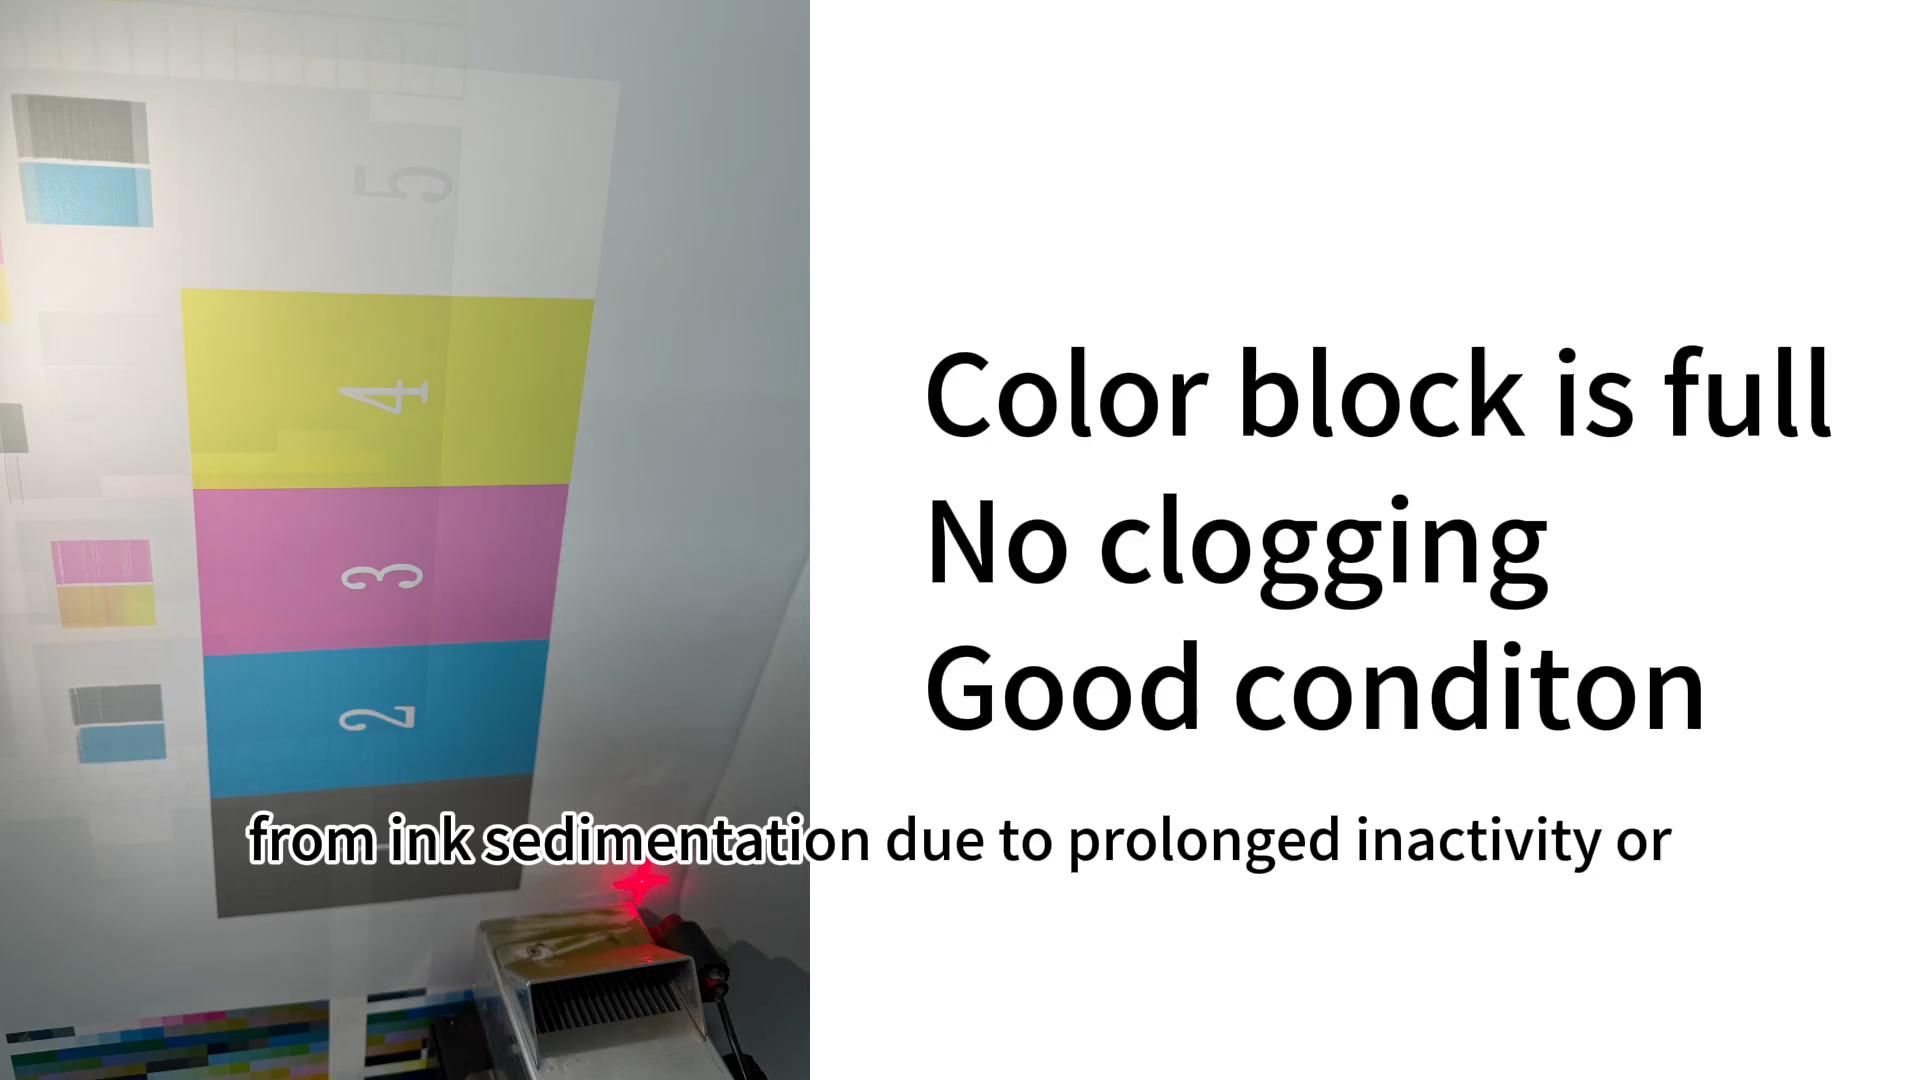 5
4
3
2
Color block is full
No clogging
Good conditon
from ink sedimentation due to prolonged inactivity or